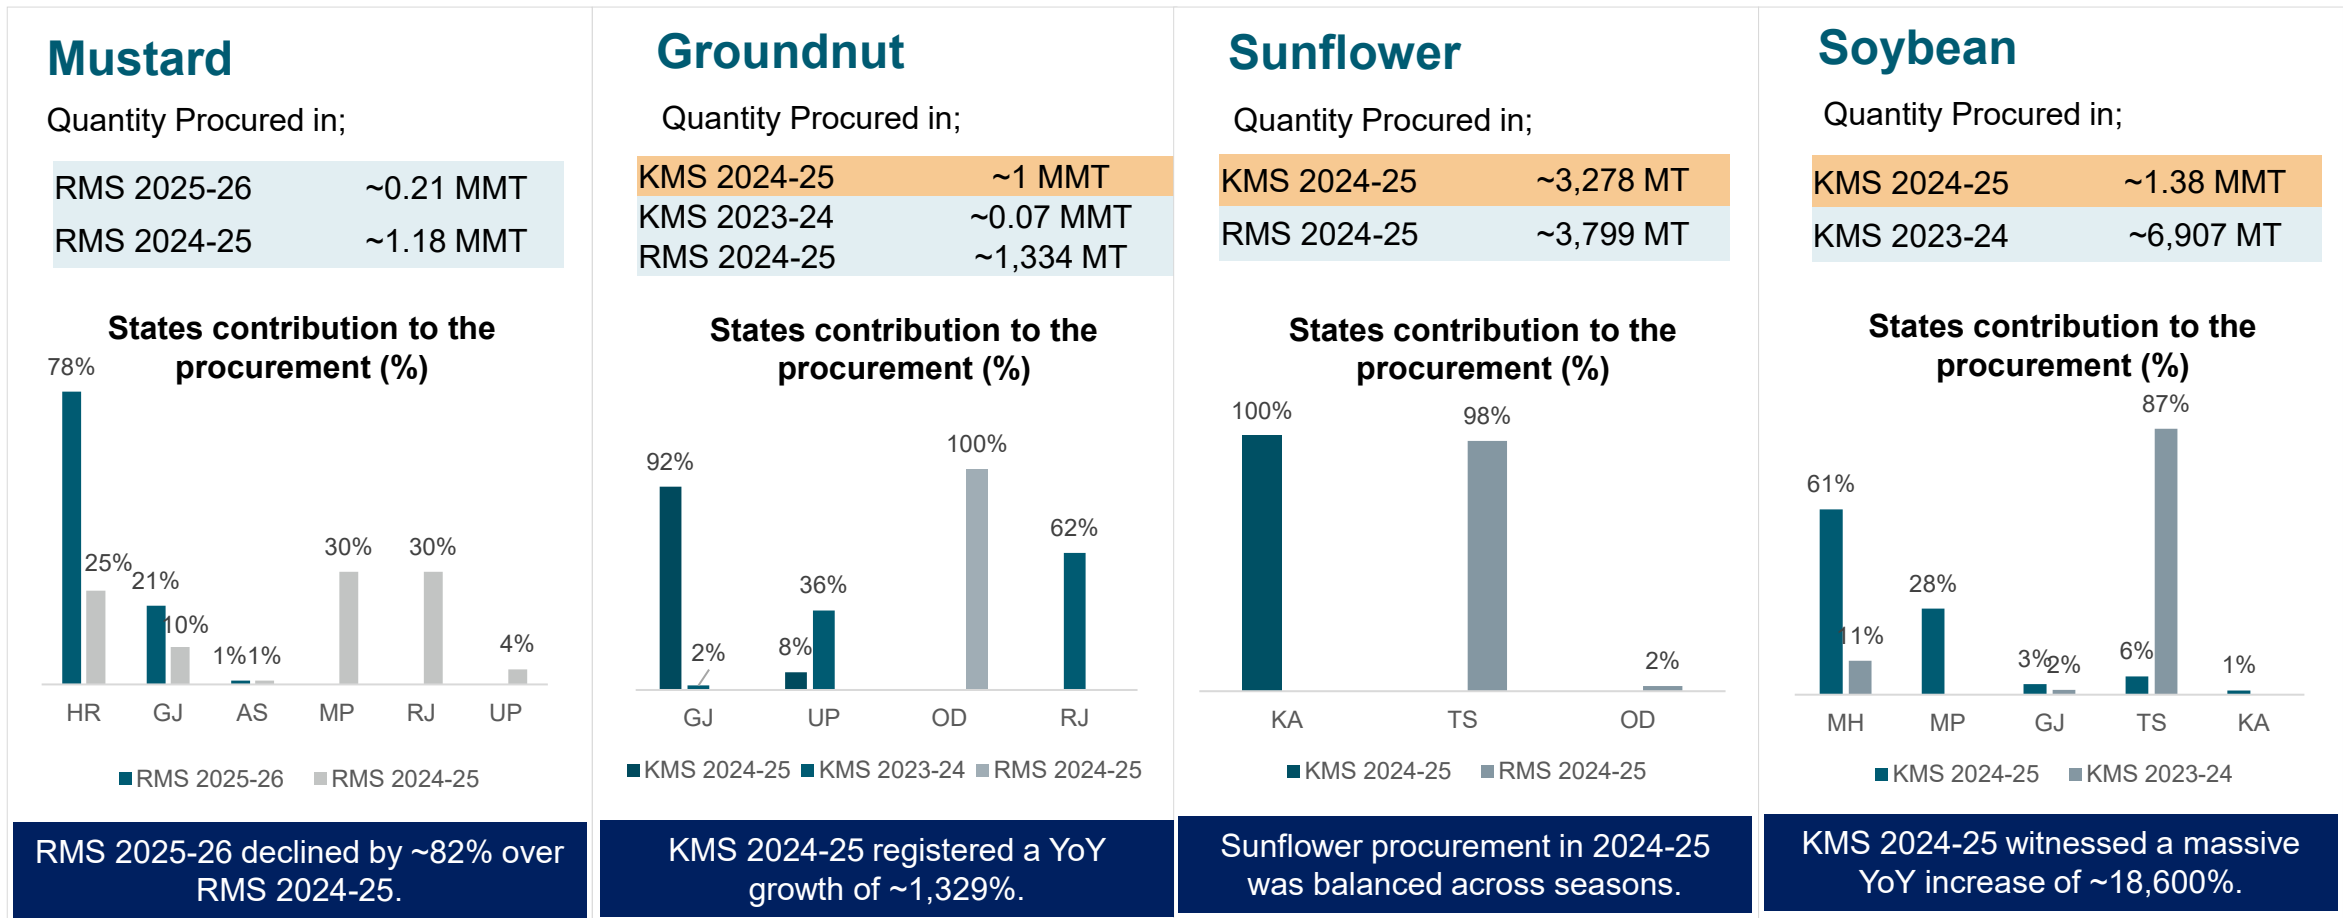 Mustard
Quantity Procured in;
RMS 2025-26 ~0.21 MMT
RMS 2024-25 ~1.18 MMT
States contribution to the
procurement (%)
78%
25%
21%
10%
1%
1%
30%
30%
4%
HR GJ AS MP RJ UP
RMS 2025-26 RMS 2024-25
RMS 2025-26 declined by ~82% over
RMS 2024-25.
Groundnut
Quantity Procured in;
KMS 2024-25 ~1 MMT
KMS 2023-24 ~0.07 MMT
RMS 2024-25 ~1,334 MT
States contribution to the
procurement (%)
92%
2%
8%
36%
100%
62%
GJ UP OD RJ
KMS 2024-25 KMS 2023-24 RMS 2024-25
KMS 2024-25 registered a YoY
growth of ~1,329%.
Sunflower
Quantity Procured in;
KMS 2024-25 ~3,278 MT
RMS 2024-25 ~3,799 MT
States contribution to the
procurement (%)
100%
98%
2%
KA TS OD
KMS 2024-25 RMS 2024-25
Sunflower procurement in 2024-25
was balanced across seasons.
Soybean
Quantity Procured in;
KMS 2024-25 ~1.38 MMT
KMS 2023-24 ~6,907 MT
States contribution to the
procurement (%)
61%
11%
28%
3%
2%
6%
87%
1%
MH MP GJ TS KA
KMS 2024-25 KMS 2023-24
KMS 2024-25 witnessed a massive
YoY increase of ~18,600%.